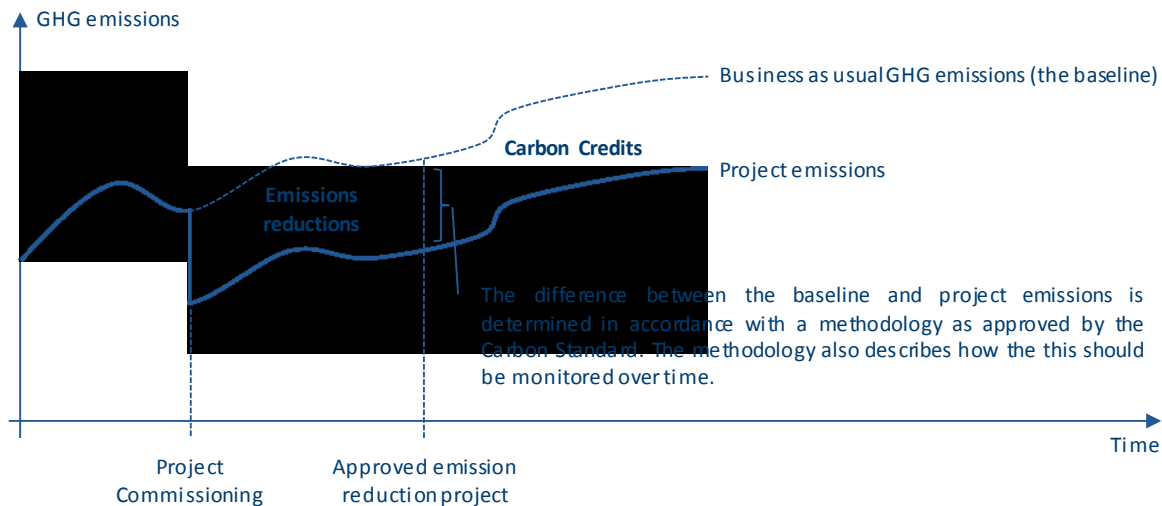 GHG emissions
Business as usual GHG emissions (the baseline)
Carbon Credits
Project emissions
Emissions
reductions
The difference between the baseline and project emissions is
determined in accordance with a methodology as approved by the
Carbon Standard. The methodology also describes how the this should
be monitored over time.
Time
Project
Commissioning
Approved emission
reduction project